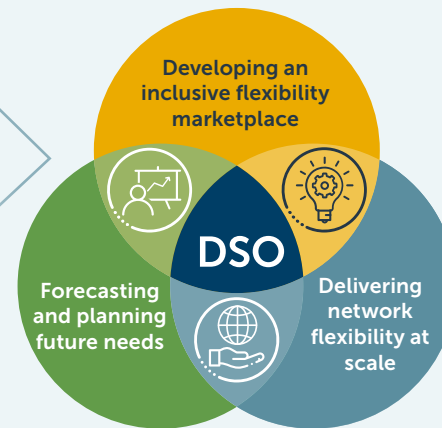 Developing an
inclusive flexibility
marketplace
DSO
Forecasting
and planning
future needs
Delivering
network
flexibility at
scale